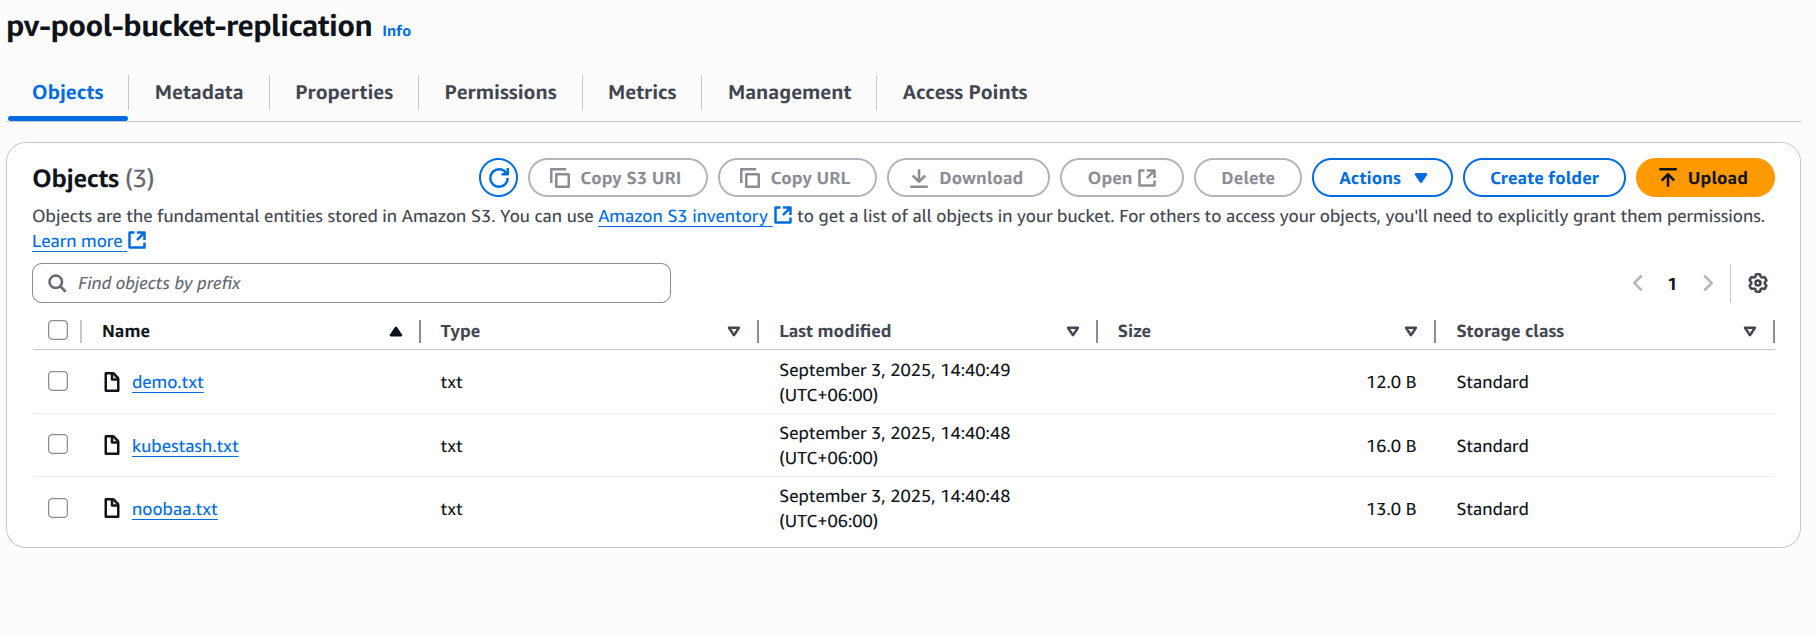 pv-pool-bucket-replication Info
Objects Metadata Properties Permissions Metrics Management Access Points
Objects (3) Copy S3 URI Copy URL Download Open Delete Actions Create folder Upload
Objects are the fundamental entities stored in Amazon S3. You can use Amazon S3 inventory to get a list of all objects in your bucket. For others to access your objects, you'll need to explicitly grant them permissions.
Learn more
Find objects by prefix 1
Name Type Last modified Size Storage class
demo.txt txt September 3, 2025, 14:40:49 (UTC+06:00) 12.0 B Standard
kubestash.txt txt September 3, 2025, 14:40:48 (UTC+06:00) 16.0 B Standard
noobaa.txt txt September 3, 2025, 14:40:48 (UTC+06:00) 13.0 B Standard